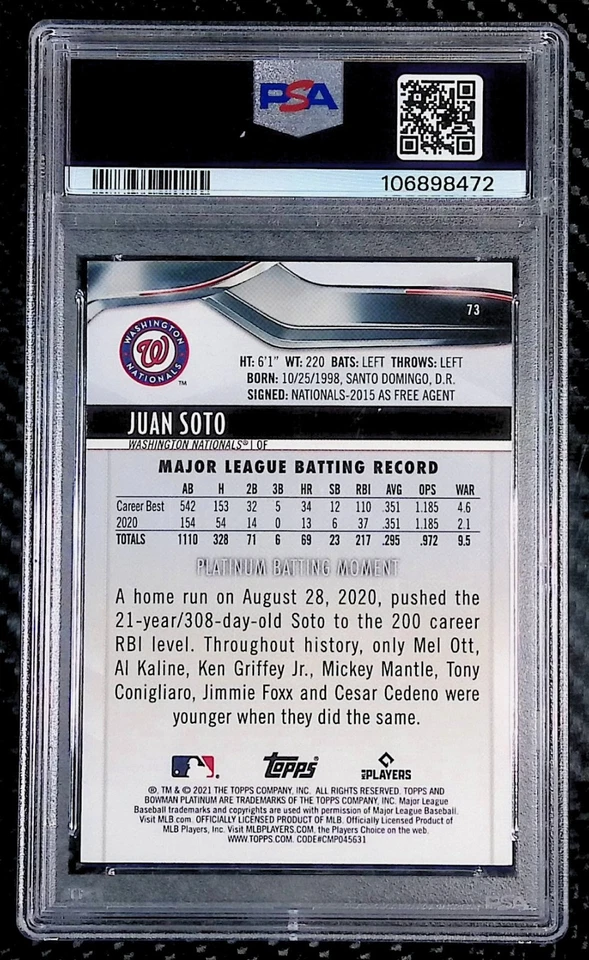 PSA
106898472
73
WASHINGTON
W
NATIONALS
TM
HT: 6'1" WT: 220 BATS: LEFT THROWS: LEFT
BORN: 10/25/1998, SANTO DOMINGO, D.R.
SIGNED: NATIONALS-2015 AS FREE AGENT
JUAN SOTO
WASHINGTON NATIONALS® | OF
MAJOR LEAGUE BATTING RECORD
AB H 2B 3B HR SB RBI AVG OPS WAR
Career Best 542 153 32 5 34 12 110 .351 1.185 4.6
2020 154 54 14 0 13 6 37 .351 1.185 2.1
TOTALS 1110 328 71 6 69 23 217 .295 .972 9.5
PLATINUM BATTING MOMENT
A home run on August 28, 2020, pushed the
21-year/308-day-old Soto to the 200 career
RBI level. Throughout history, only Mel Ott,
Al Kaline, Ken Griffey Jr., Mickey Mantle, Tony
Conigliaro, Jimmie Foxx and Cesar Cedeno were
younger when they did the same.
Topps®
MLB PLAYERS
®, TM & © 2021 THE TOPPS COMPANY, INC. ALL RIGHTS RESERVED. TOPPS AND
BOWMAN PLATINUM ARE TRADEMARKS OF THE TOPPS COMPANY, INC. Major League
Baseball trademarks and copyrights are used with permission of Major League Baseball.
Visit MLB.com. OFFICIALLY LICENSED PRODUCT OF MLB. Officially Licensed Product of
MLB Players, Inc. Visit MLBPLAYERS.COM, the Players Choice on the web.
WWW.TOPPS.COM. CODE#CMP045631
PSA